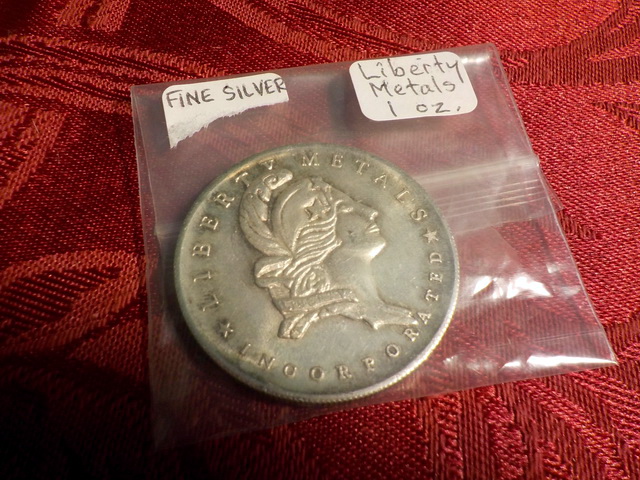 FINE SILVER
Liberty
Metals
1 oz.
LIBERTY METALS
INCORPORATED